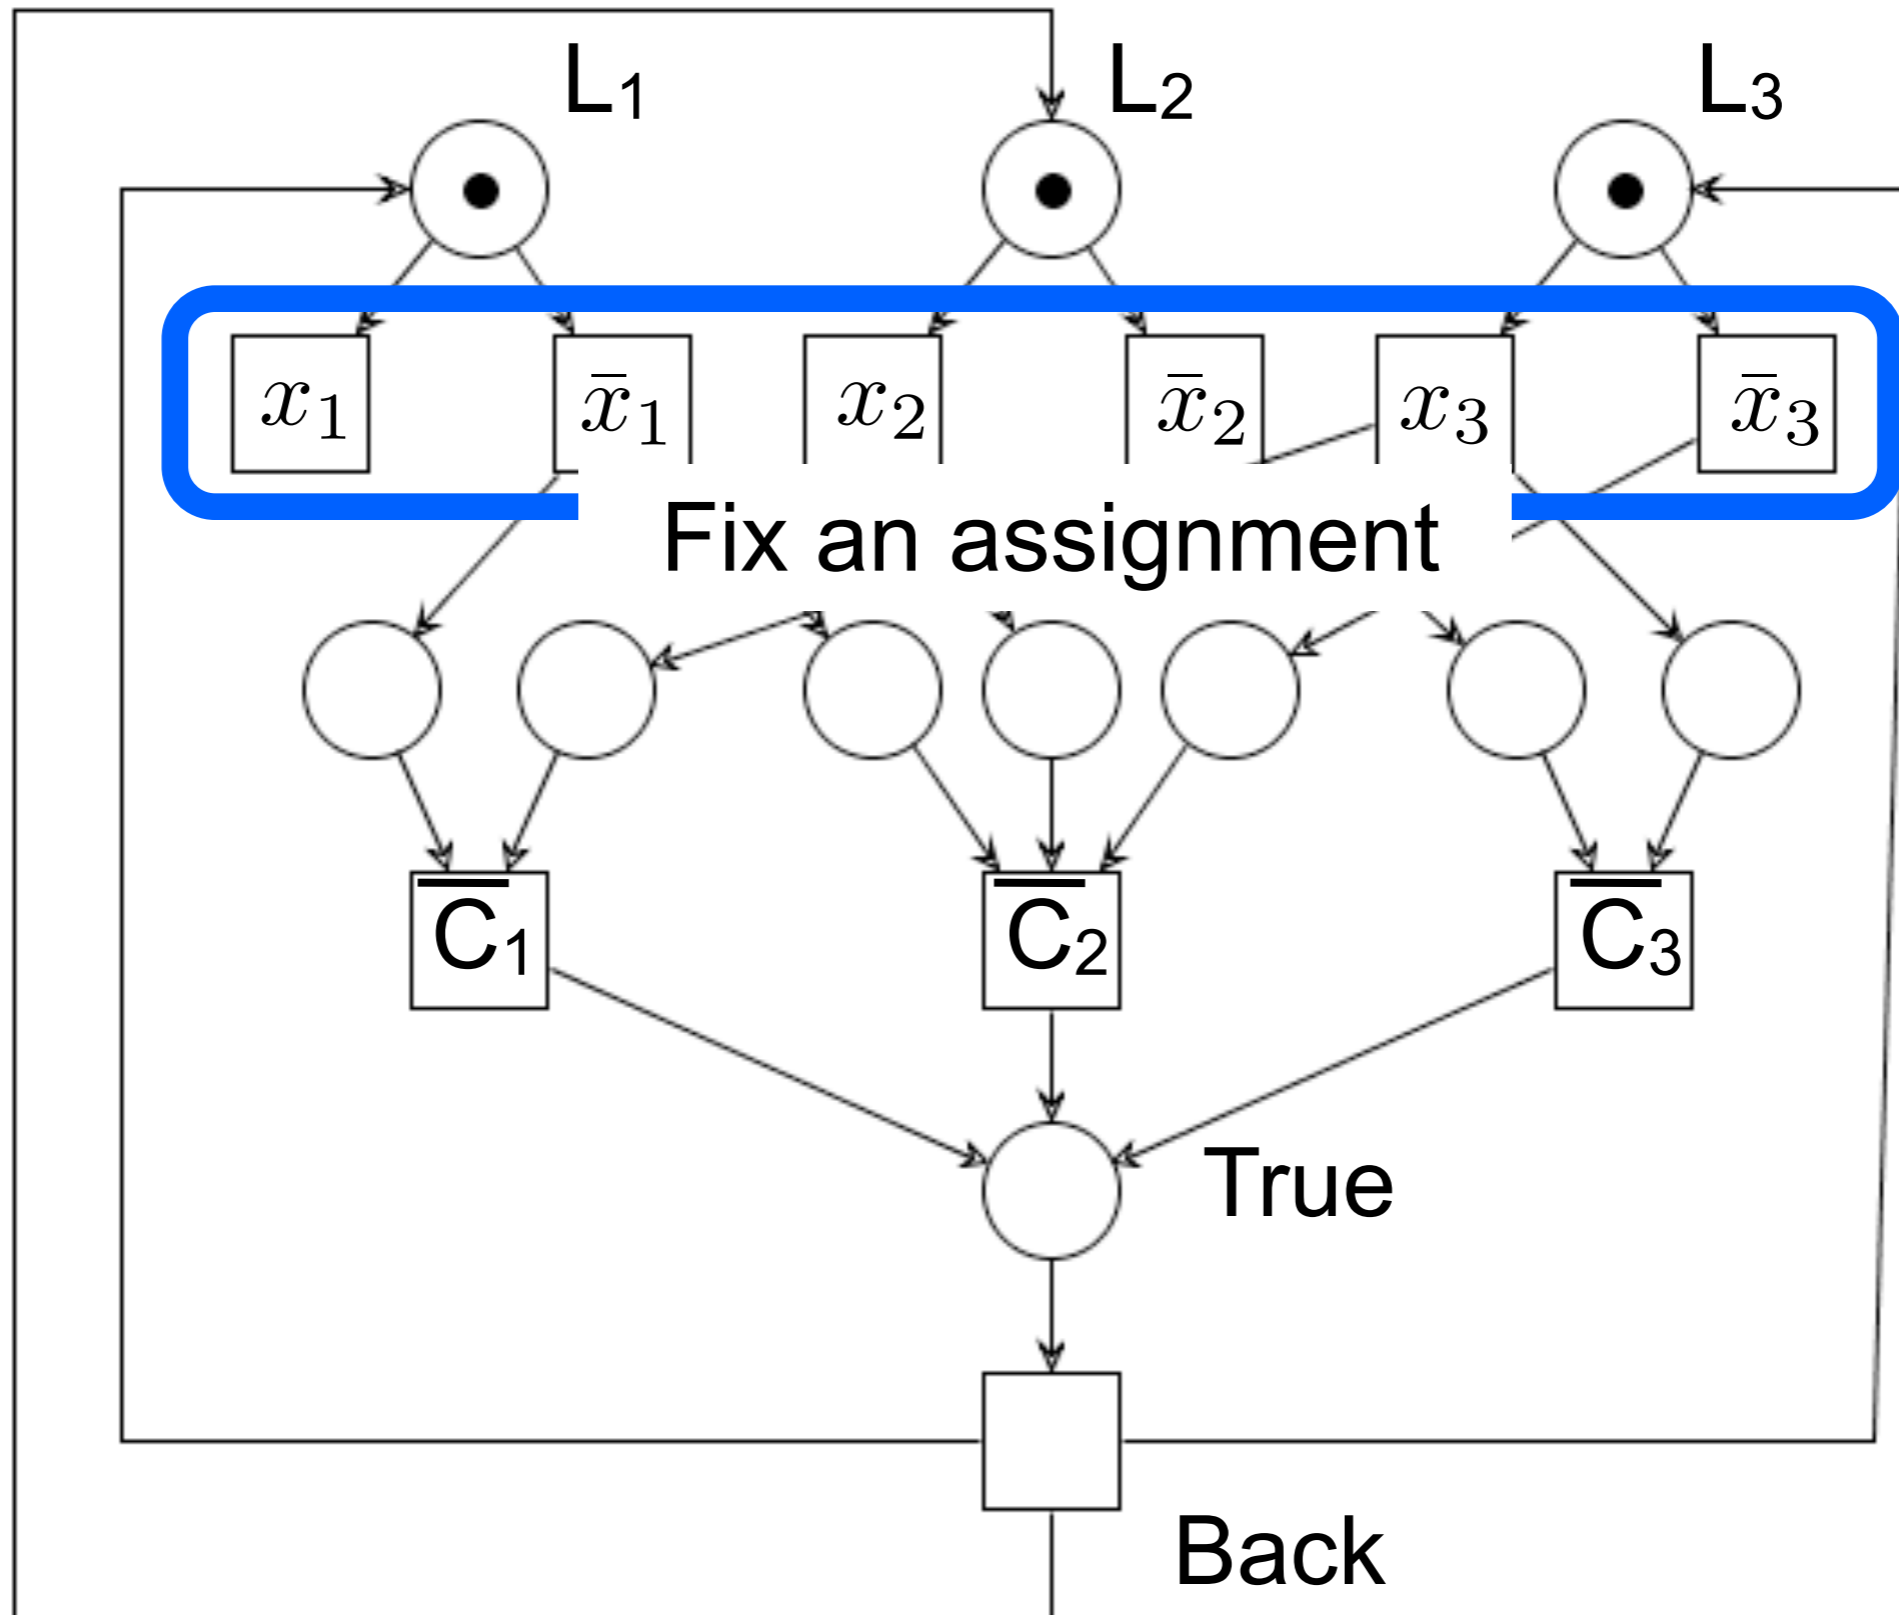 L₁ L₂ L₃
x₁ x̄₁ x₂ x̄₂ x₃ x̄₃
Fix an assignment
C̅₁ C̅₂ C̅₃
True
Back